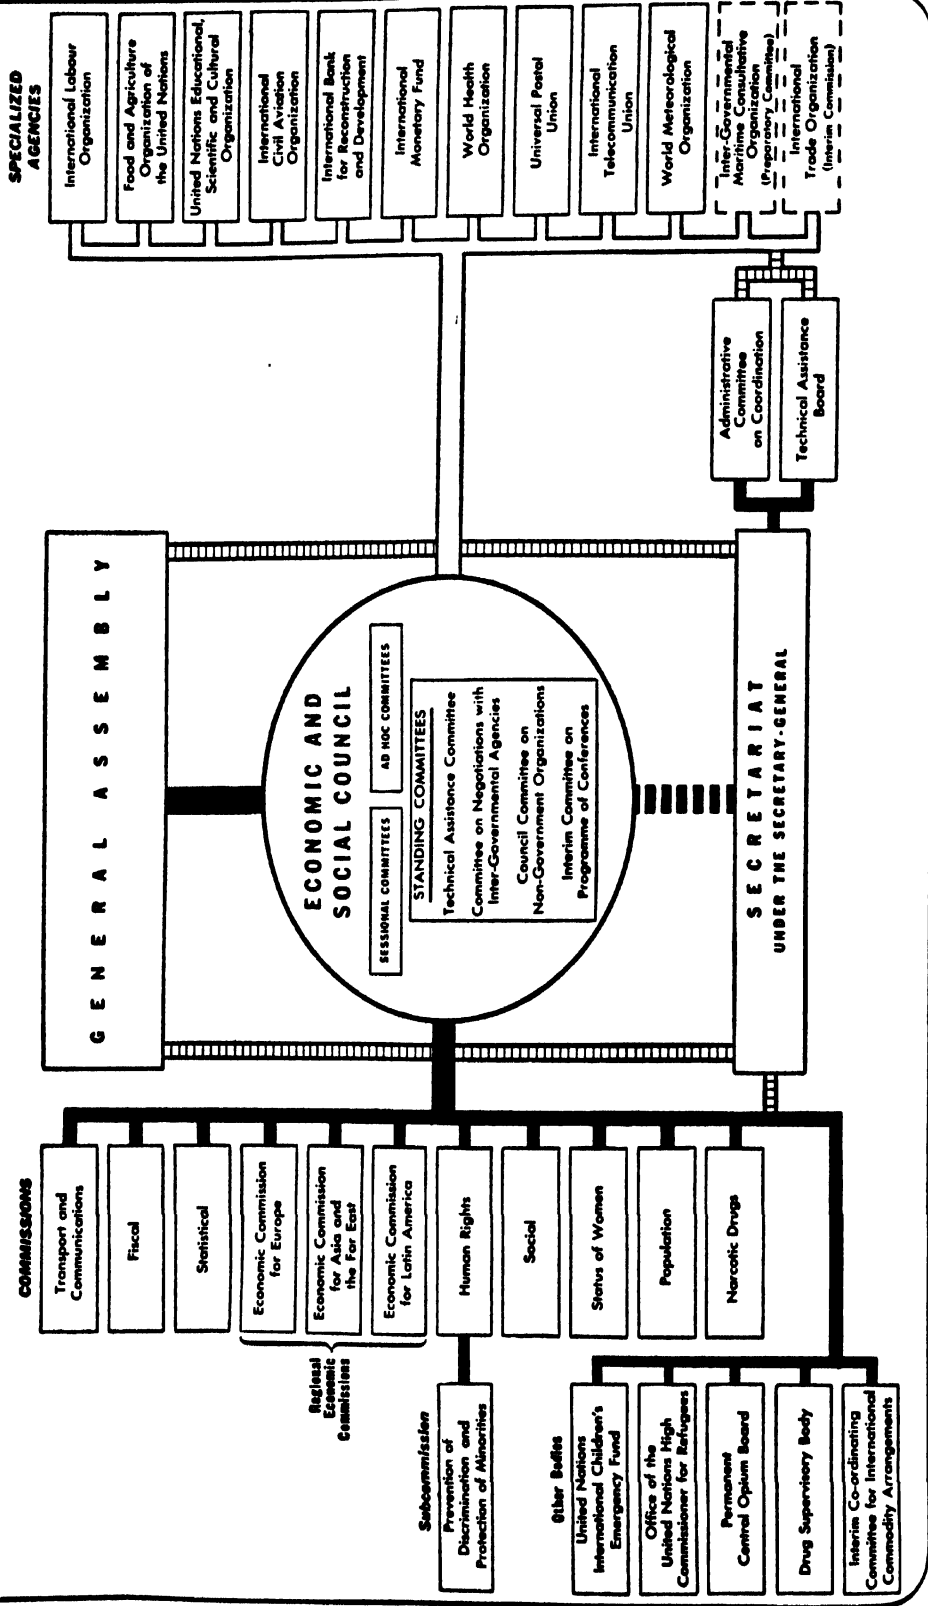 GENERAL ASSEMBLY
ECONOMIC AND
SOCIAL COUNCIL
SESSIONAL COMMITTEES
AD HOC COMMITTEES
STANDING COMMITTEES
Technical Assistance Committee
Committee on Negotiations with
Inter-Governmental Agencies
Council Committee on
Non-Government Organizations
Interim Committee on
Programme of Conferences
SECRETARIAT
UNDER THE SECRETARY-GENERAL
COMMISSIONS
Transport and
Communications
Fiscal
Statistical
Economic Commission
for Europe
Economic Commission
for Asia and
the Far East
Economic Commission
for Latin America
Regional
Economic
Commissions
Human Rights
Social
Status of Women
Population
Narcotic Drugs
Subcommission
Prevention of
Discrimination and
Protection of Minorities
Other Bodies
United Nations
International Children's
Emergency Fund
Office of the
United Nations High
Commissioner for Refugees
Permanent
Central Opium Board
Drug Supervisory Body
Interim Co-ordinating
Committee for International
Commodity Arrangements
SPECIALIZED
AGENCIES
International Labour
Organization
Food and Agriculture
Organization of
the United Nations
United Nations Educational,
Scientific and Cultural
Organization
International
Civil Aviation
Organization
International Bank
for Reconstruction
and Development
International
Monetary Fund
World Health
Organization
Universal Postal
Union
International
Telecommunication
Union
World Meteorological
Organization
Inter-Governmental
Maritime Consultative
Organization
(Preparatory Committee)
International
Trade Organization
(Interim Commission)
Administrative
Committee
on Coordination
Technical Assistance
Board